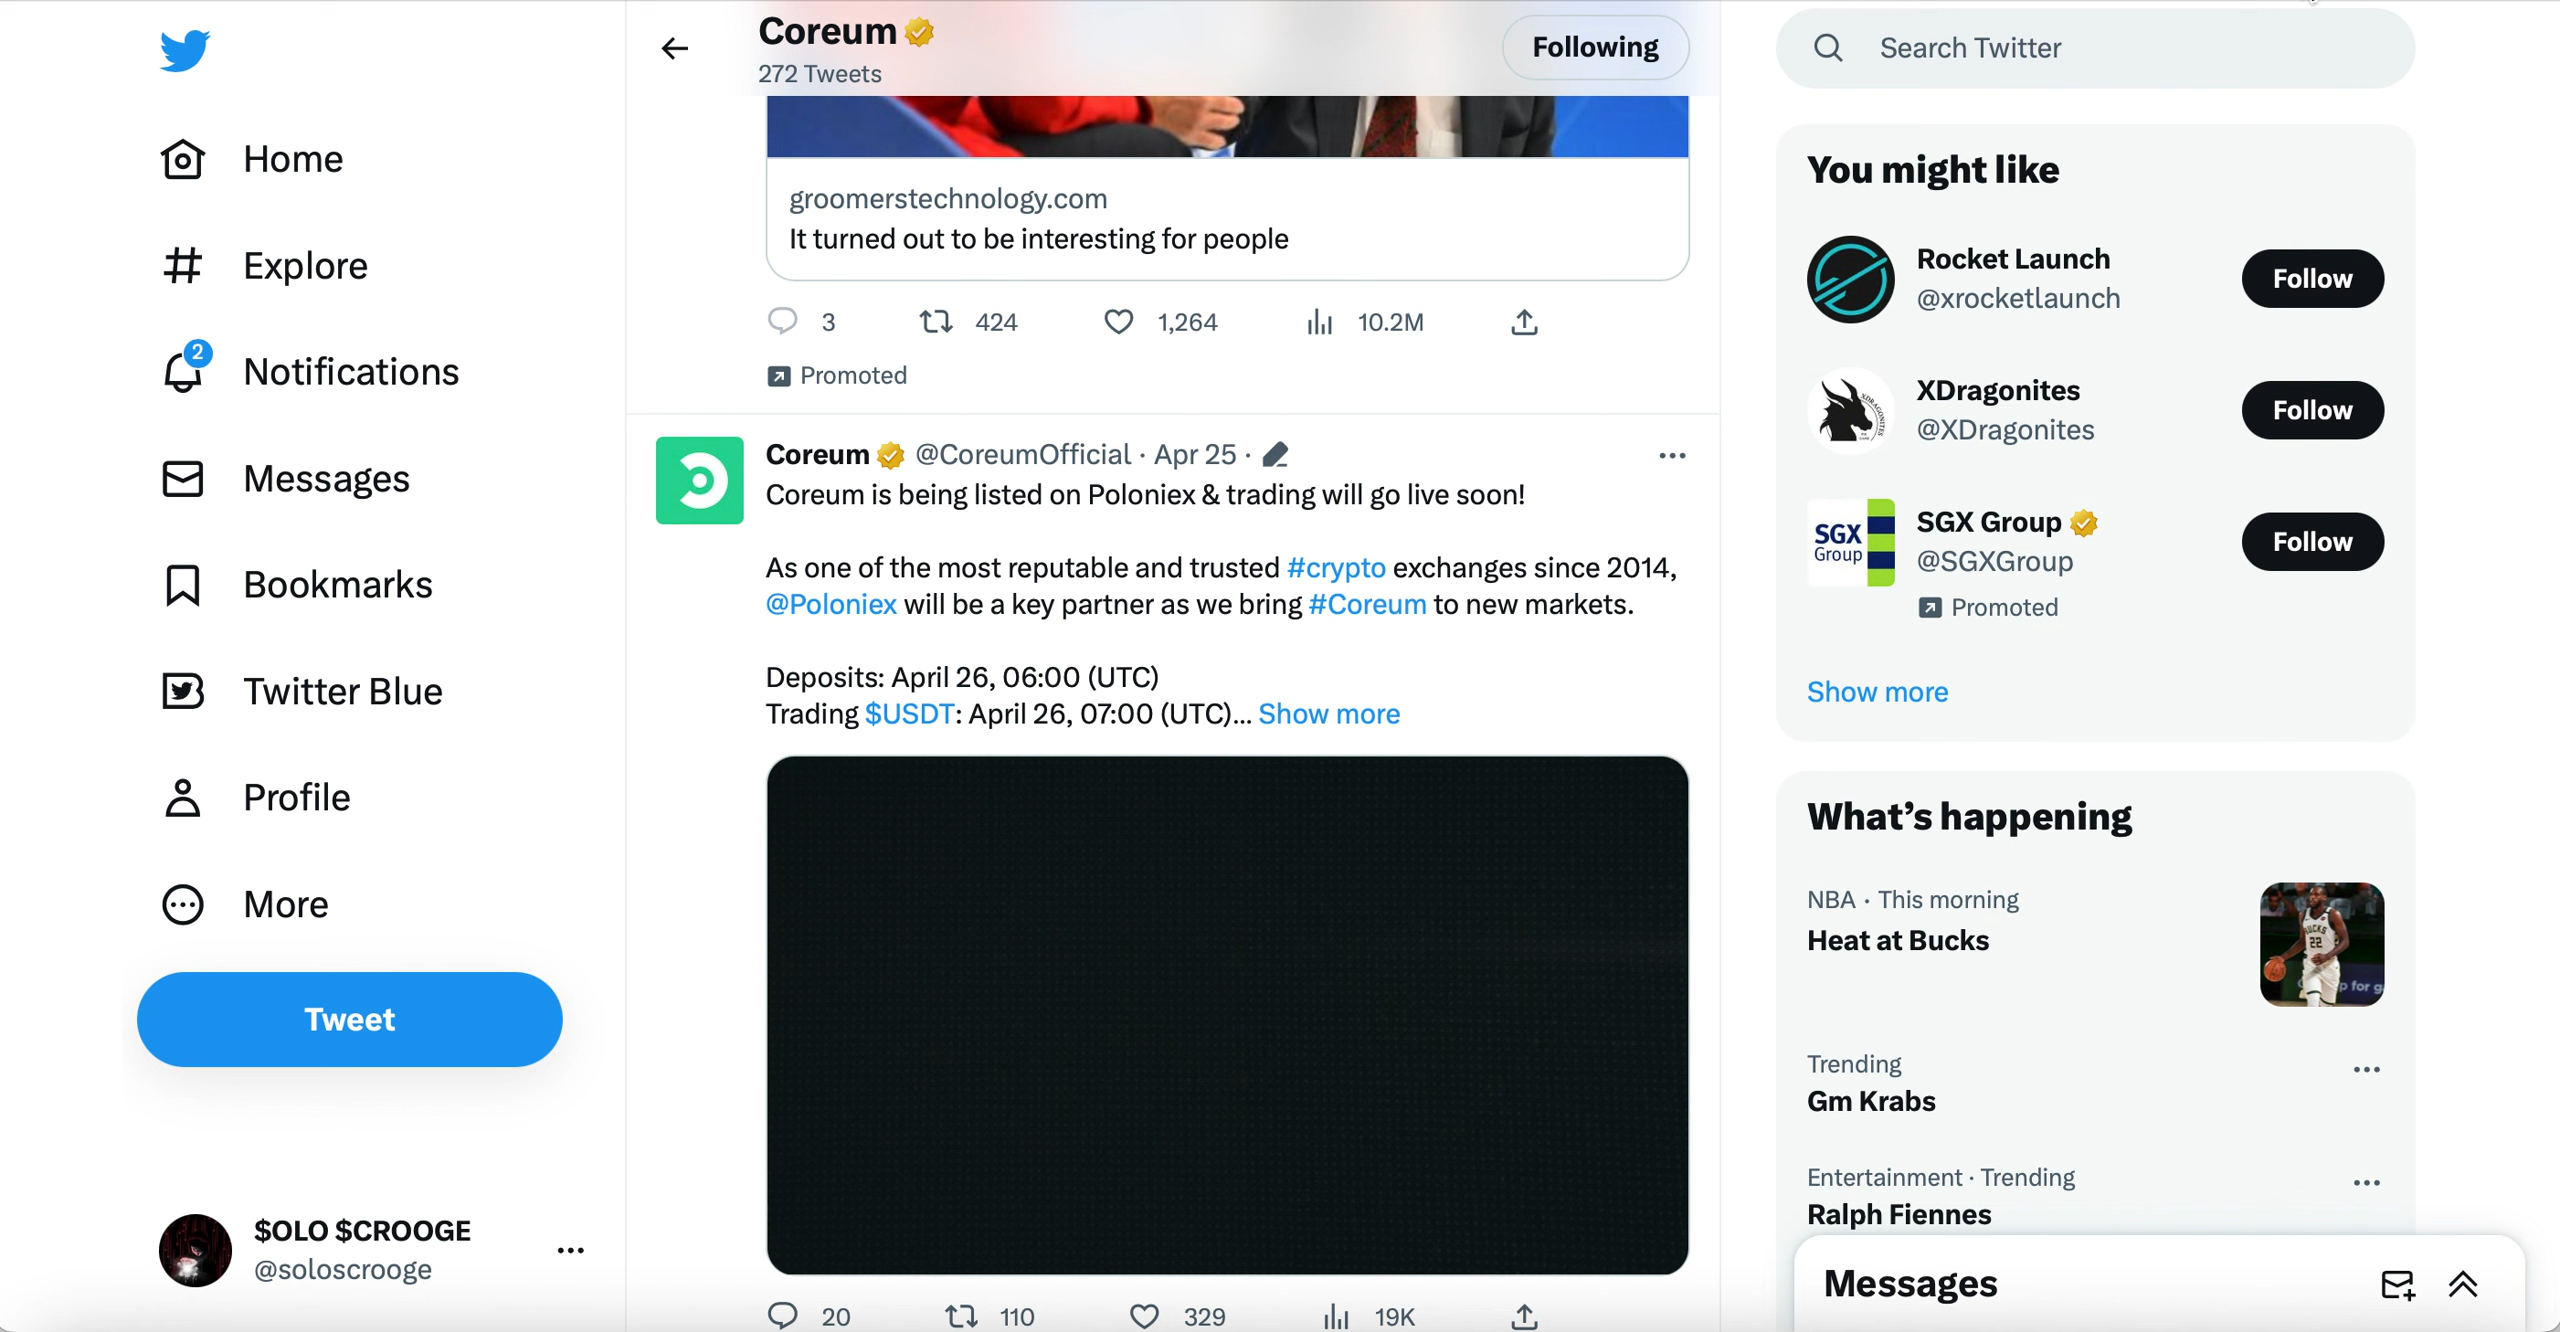 Home
Explore
2
Notifications
Messages
Bookmarks
Twitter Blue
Profile
More
Tweet
$OLO $CROOGE
@soloscrooge
Coreum
272 Tweets
Following
groomerstechnology.com
It turned out to be interesting for people
3 424 1,264 10.2M
Promoted
Coreum @CoreumOfficial · Apr 25 ·
Coreum is being listed on Poloniex & trading will go live soon!
As one of the most reputable and trusted #crypto exchanges since 2014,
@Poloniex will be a key partner as we bring #Coreum to new markets.
Deposits: April 26, 06:00 (UTC)
Trading $USDT: April 26, 07:00 (UTC)... Show more
20 110 329 19K
Search Twitter
You might like
Rocket Launch
@xrocketlaunch
Follow
XDRAGONITES
XDragonites
@XDragonites
Follow
SGX
Group
SGX Group
@SGXGroup
Follow
Promoted
Show more
What's happening
NBA · This morning
Heat at Bucks
BUCKS
22
p for g
Trending
Gm Krabs
Entertainment · Trending
Ralph Fiennes
Messages